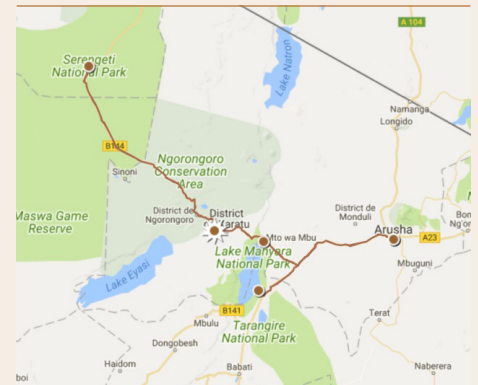 A 104
Serengeti
National Park
Lake Natron
Namanga
Longido
B144
Sinoni
Ngorongoro
Conservation
Area
District de
Ngorongoro
District
Karatu
District de
Monduli
Maswa Game
Reserve
Mto wa Mbu
Arusha
A23
Lake Manyara
National Park
Mbuguni
Lake Eyasi
B141
Mbulu
Terat
Tarangire
National Park
Dongobesh
Haidom
Babati
Naberera